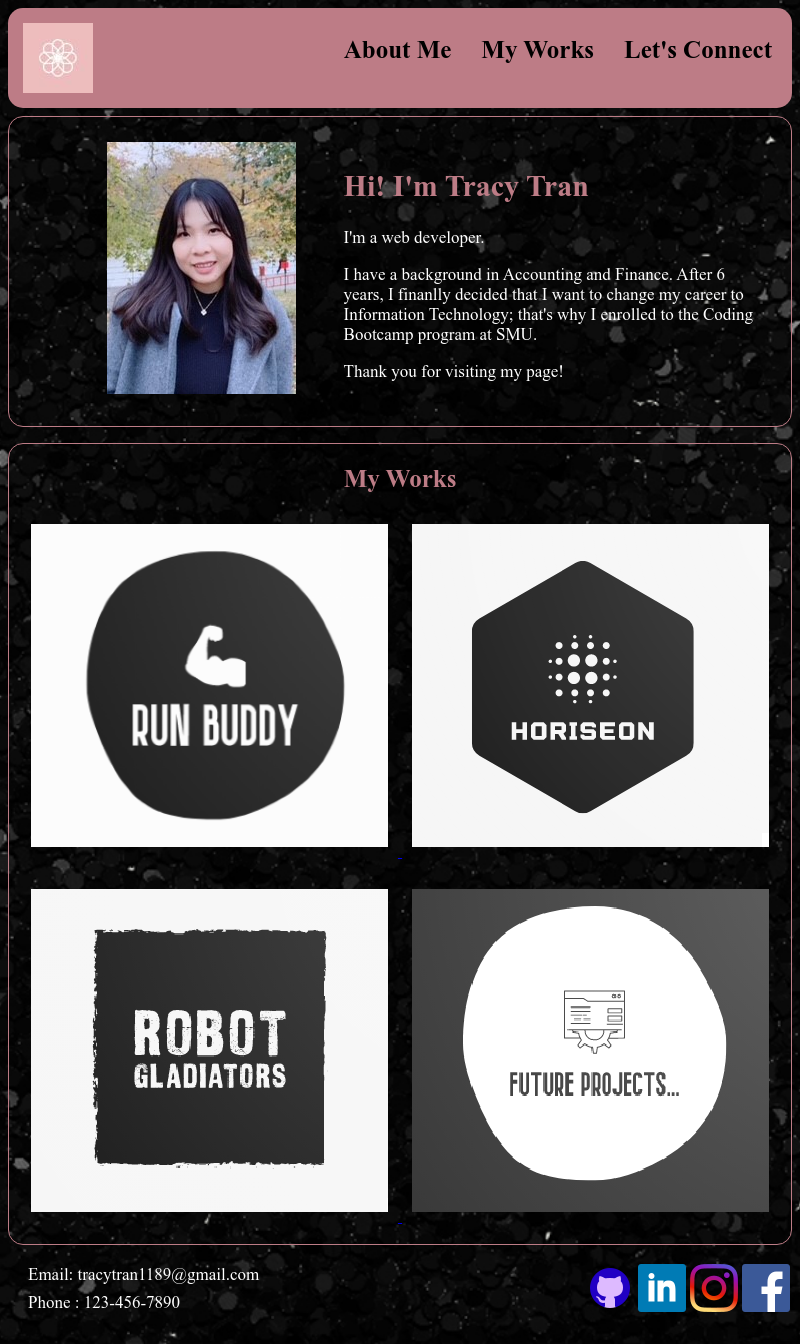 About Me My Works Let's Connect
Hi! I'm Tracy Tran
I'm a web developer.
I have a background in Accounting and Finance. After 6
years, I finanlly decided that I want to change my career to
Information Technology; that's why I enrolled to the Coding
Bootcamp program at SMU.
Thank you for visiting my page!
My Works
RUN BUDDY
HORISEON
ROBOT
GLADIATORS
FUTURE PROJECTS...
Email: tracytran1189@gmail.com
Phone : 123-456-7890
in